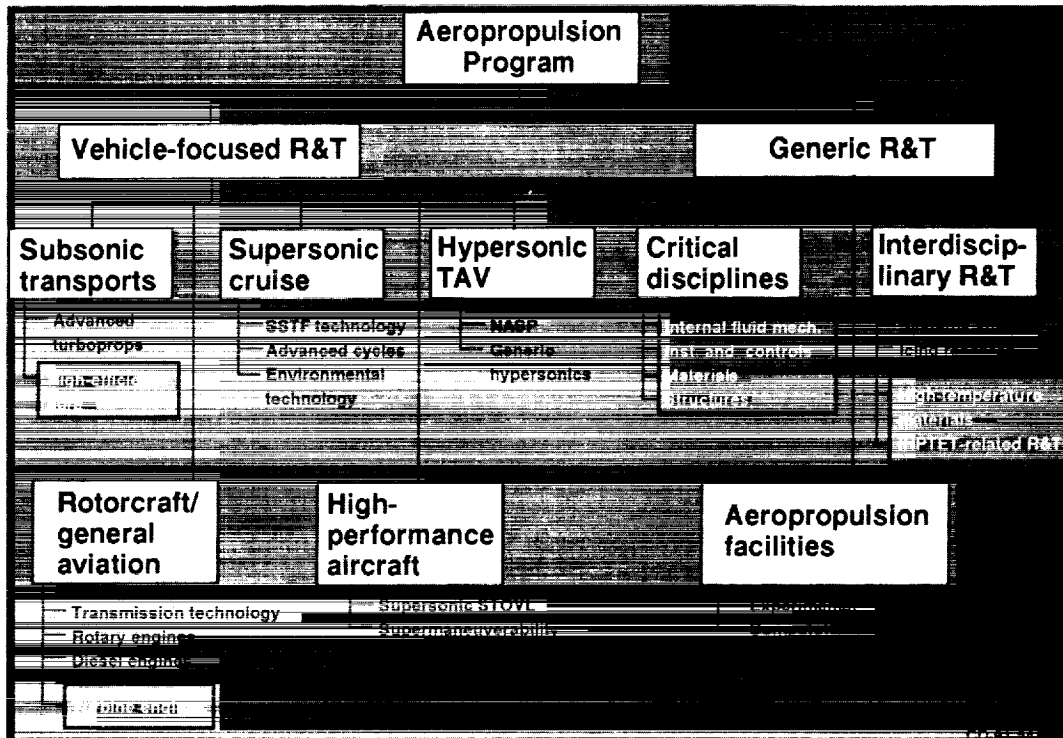 Aeropropulsion
Program
Vehicle-focused R&T
Generic R&T
Subsonic
transports
Advanced
turboprops
Supersonic
cruise
SSTF technology
Advanced cycles
Environmental
technology
Hypersonic
TAV
NASP
Generic
hypersonics
Critical
disciplines
Internal fluid mech.
Inst and controls
Materials
Structures
Interdiscip-
linary R&T
Icing research
High-temperature
materials
R&T
Rotorcraft/
general
aviation
Transmission technology
Rotary engines
Diesel engines
High-
performance
aircraft
Supersonic STOVL
Supermaneuverability
Aeropropulsion
facilities